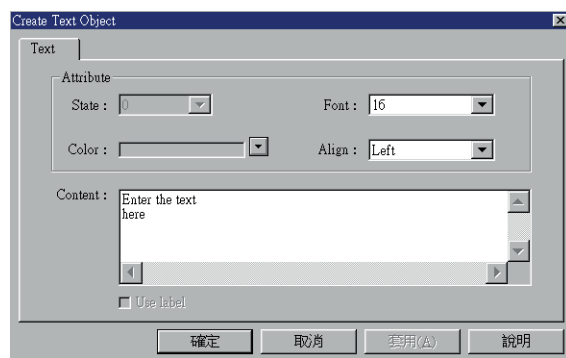 Create Text Object
Text
Attribute
State : 0 Font : 16
Color : Align : Left
Content : Enter the text
here
Use label
確定 取消 套用(A) 說明